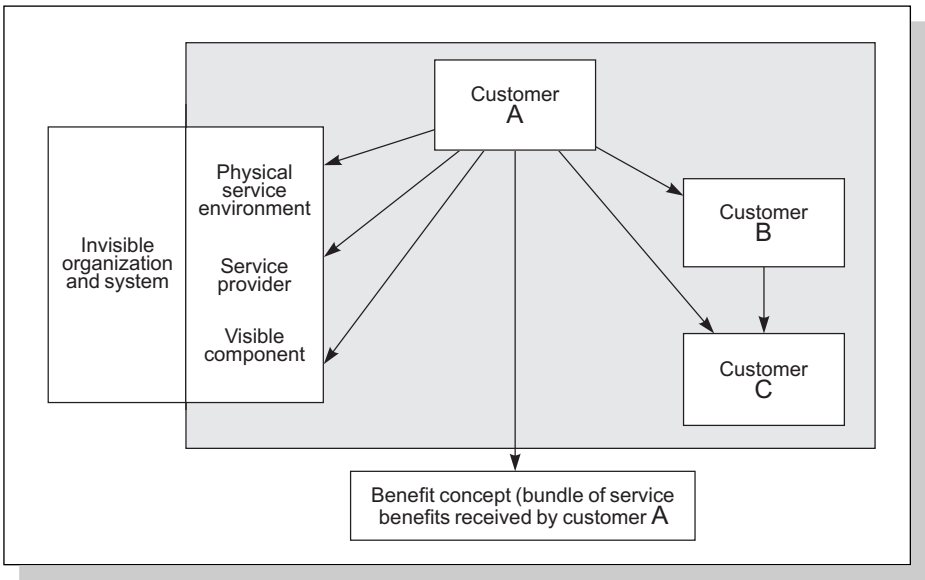 Customer
A
Physical
service
environment
Service
provider
Visible
component
Invisible
organization
and system
Customer
B
Customer
C
Benefit concept (bundle of service
benefits received by customer A